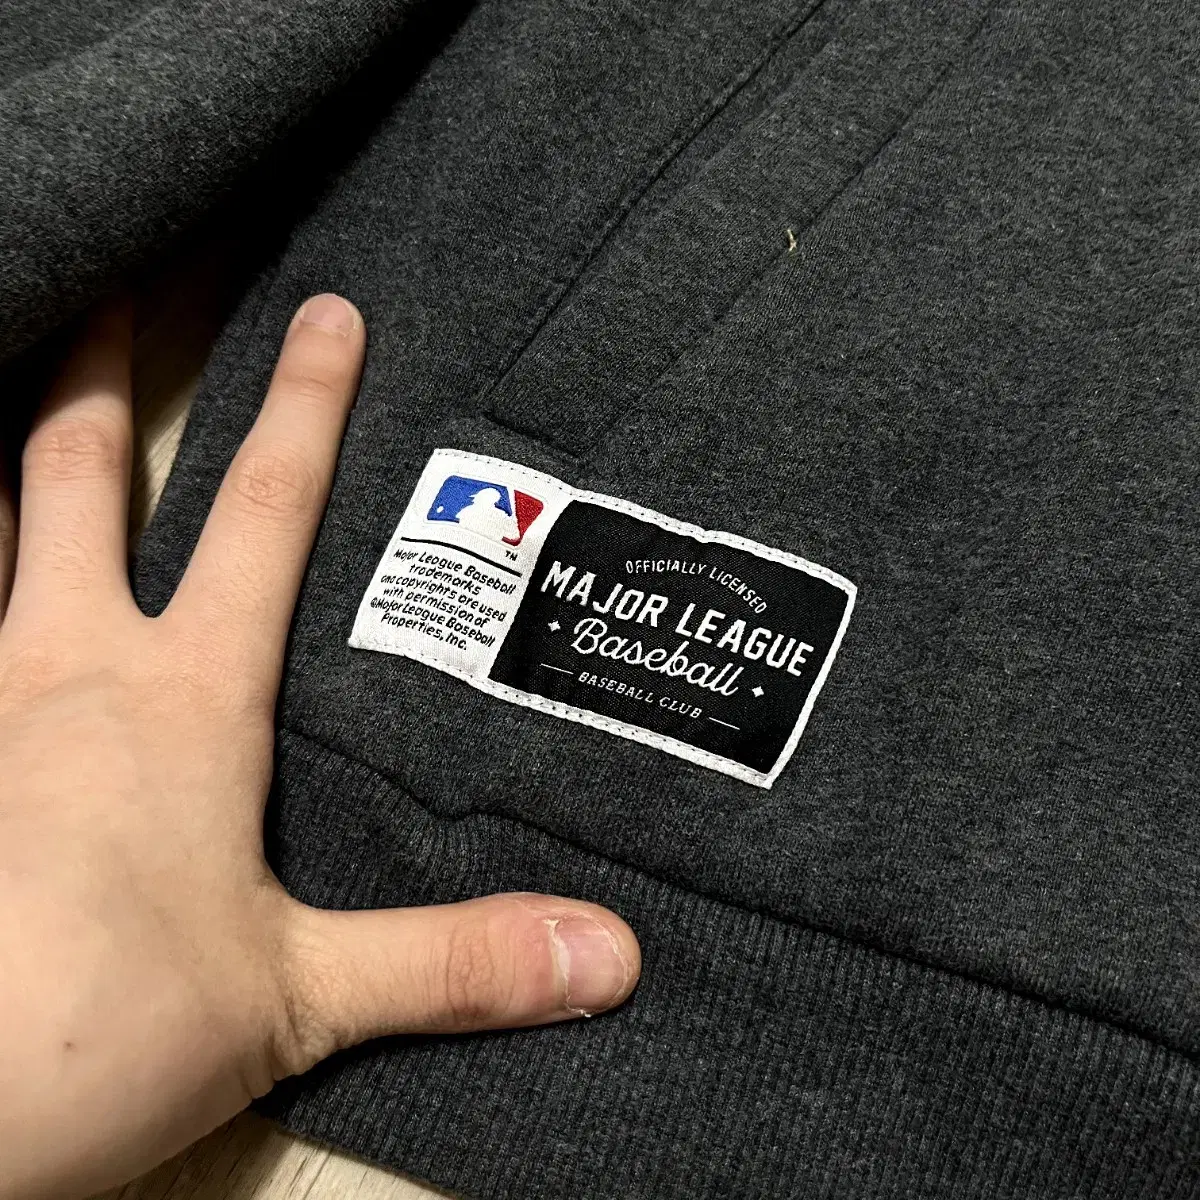 TM
Major League Baseball
trademarks
and copyrights are used
with permission of
©Major League Baseball
Properties, Inc.
OFFICIALLY LICENSED
MAJOR LEAGUE
Baseball
BASEBALL CLUB